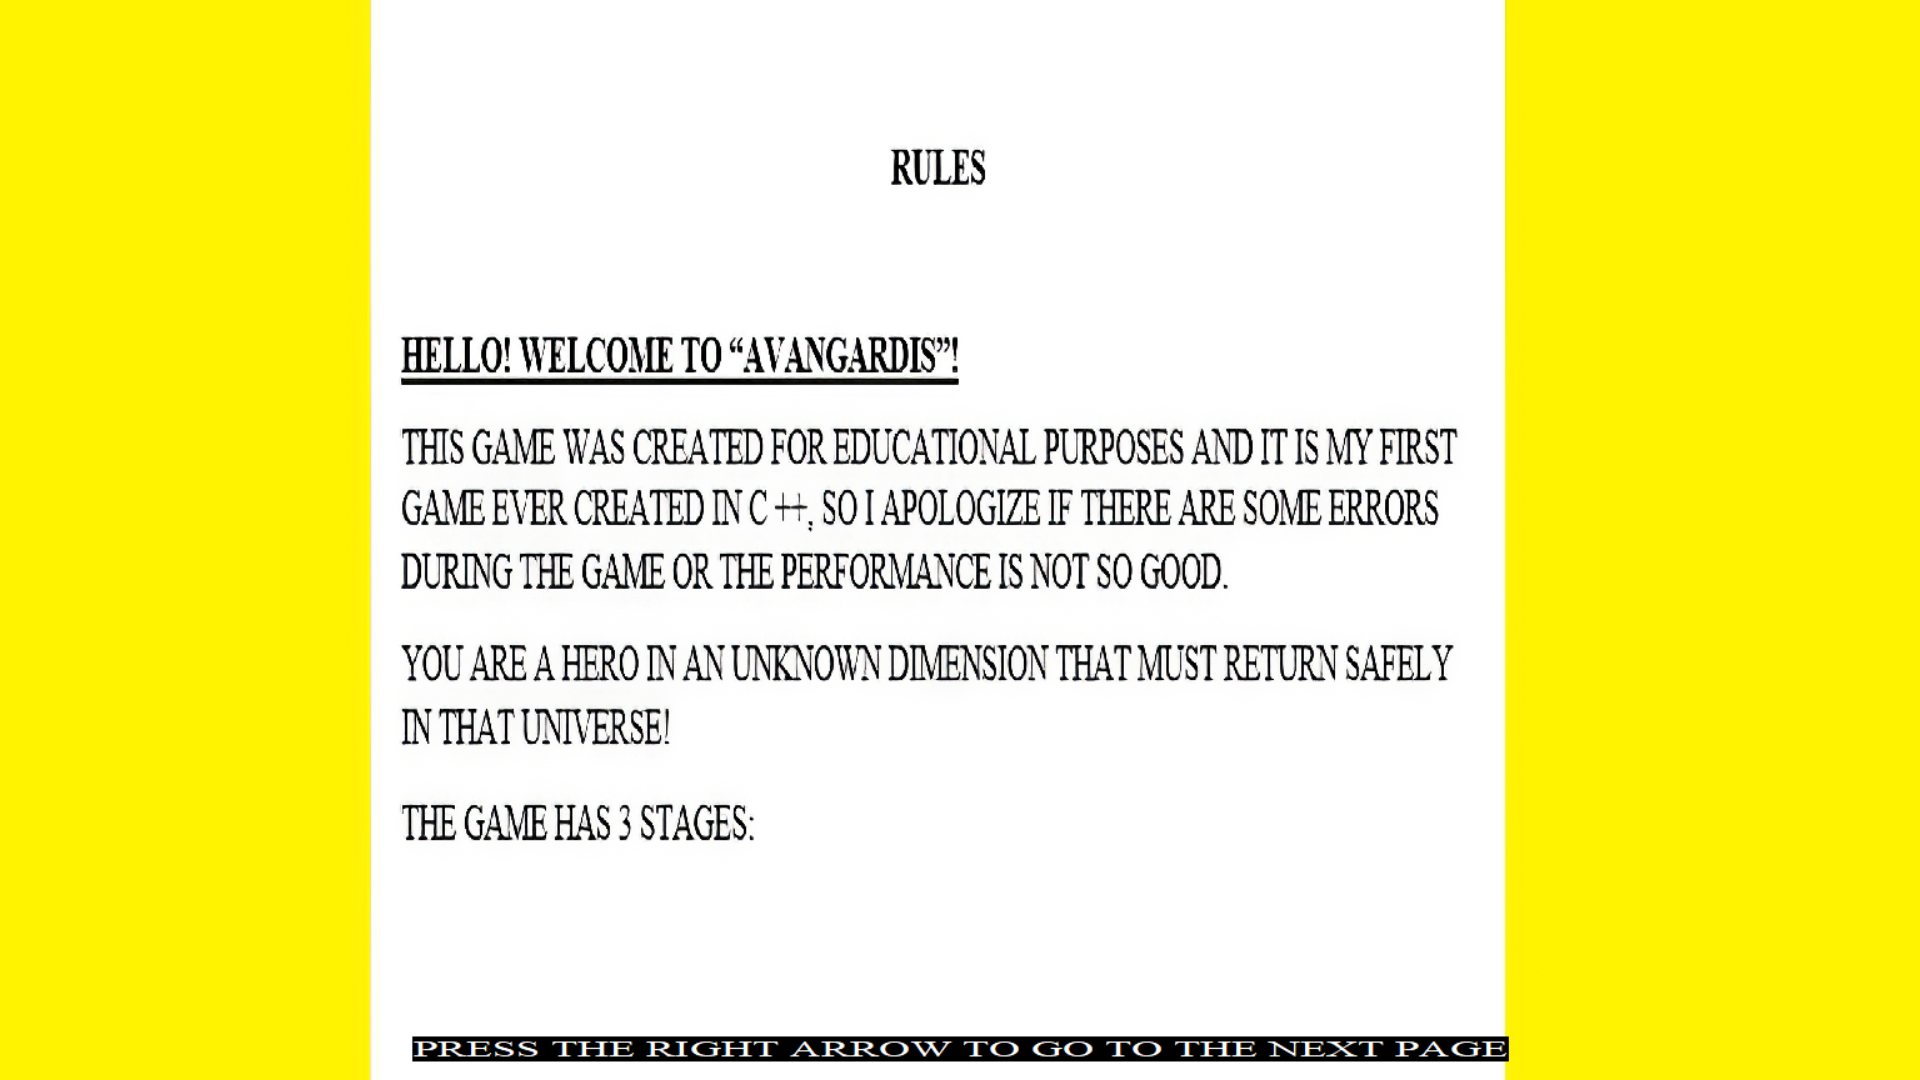 RULES
HELLO! WELCOME TO “AVANGARDIS”!
THIS GAME WAS CREATED FOR EDUCATIONAL PURPOSES AND IT IS MY FIRST
GAME EVER CREATED IN C ++, SO I APOLOGIZE IF THERE ARE SOME ERRORS
DURING THE GAME OR THE PERFORMANCE IS NOT SO GOOD.
YOU ARE A HERO IN AN UNKNOWN DIMENSION THAT MUST RETURN SAFELY
IN THAT UNIVERSE!
THE GAME HAS 3 STAGES:
PRESS THE RIGHT ARROW TO GO TO THE NEXT PAGE